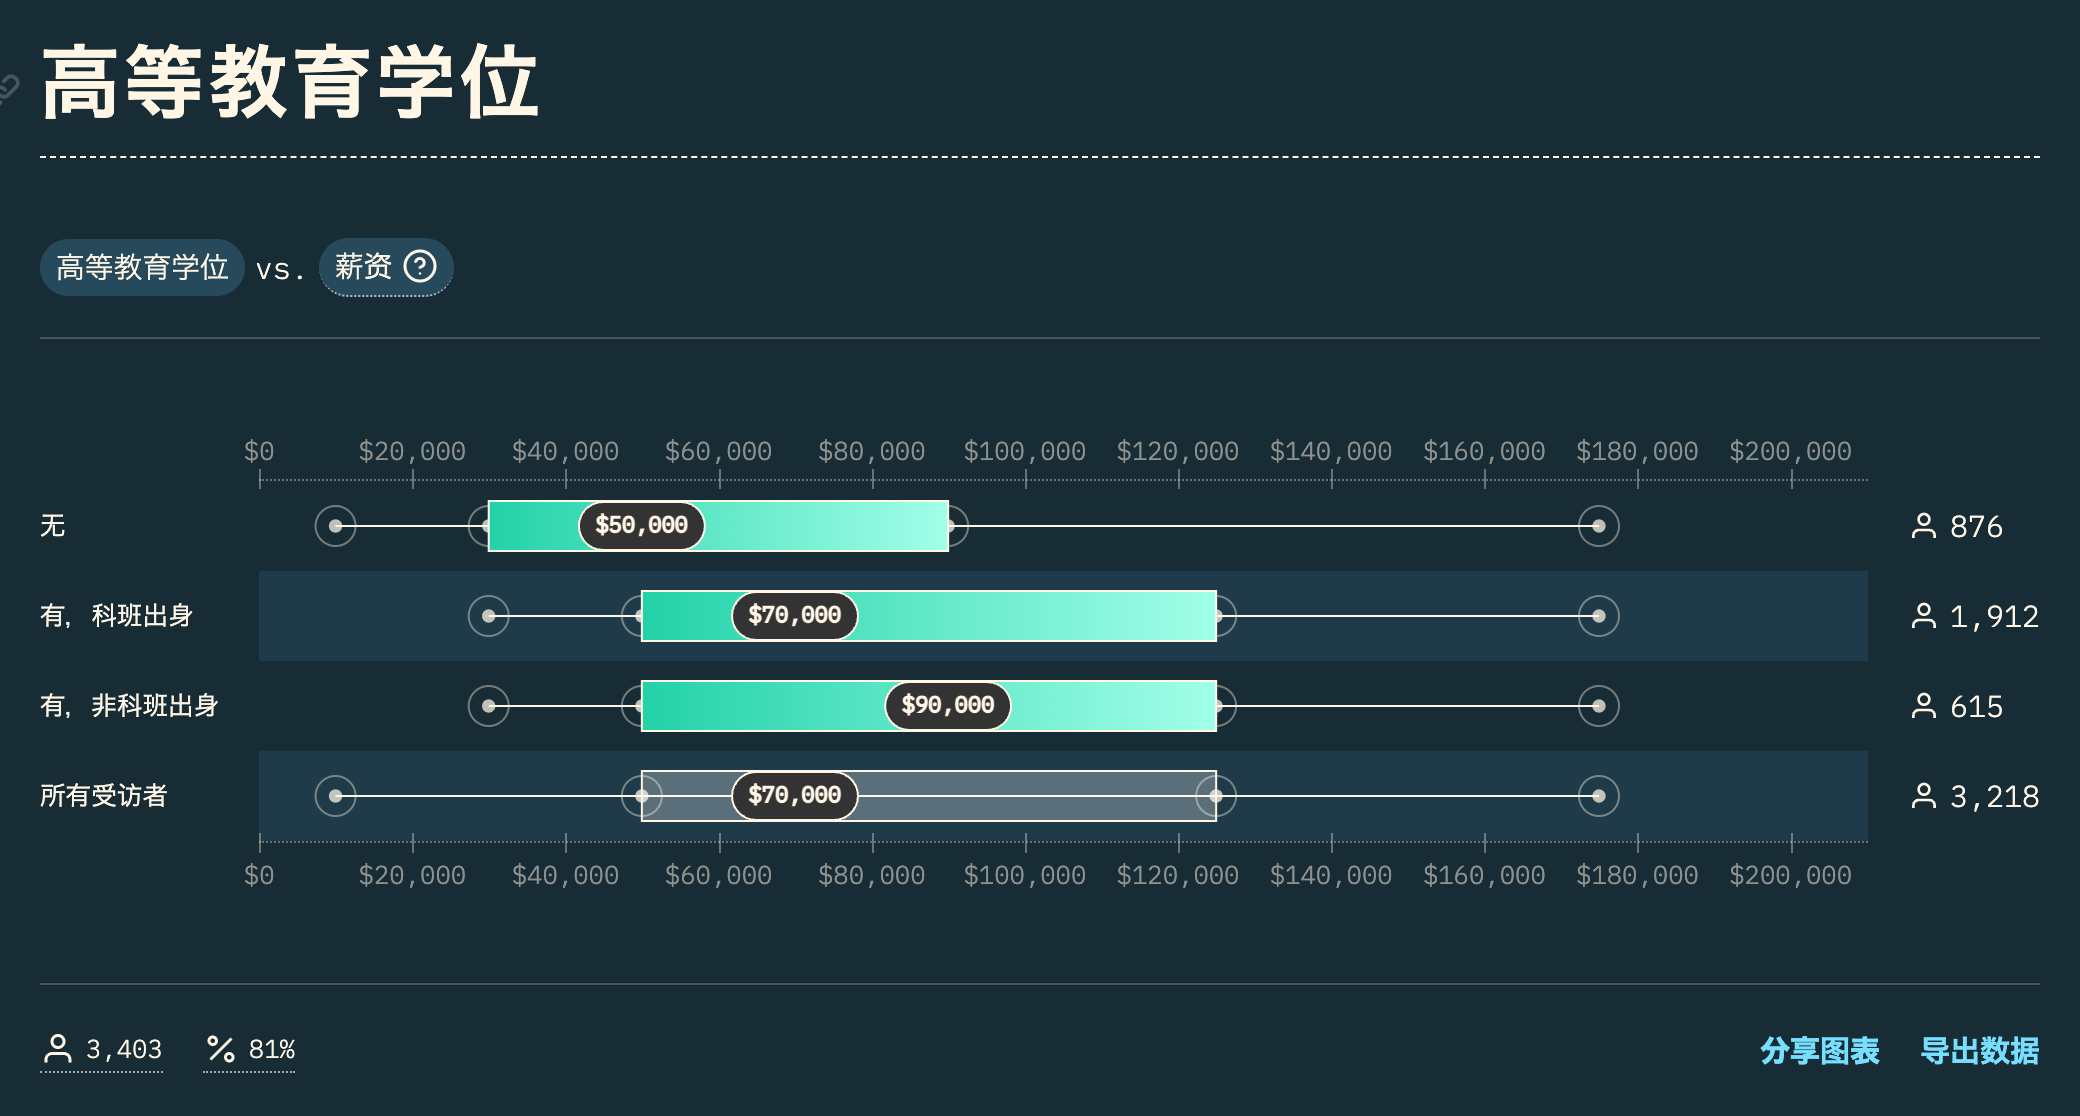 高等教育学位
高等教育学位 vs. 薪资
$0 $20,000 $40,000 $60,000 $80,000 $100,000 $120,000 $140,000 $160,000 $180,000 $200,000
无 $50,000 876
有，科班出身 $70,000 1,912
有，非科班出身 $90,000 615
所有受访者 $70,000 3,218
$0 $20,000 $40,000 $60,000 $80,000 $100,000 $120,000 $140,000 $160,000 $180,000 $200,000
3,403 81% 分享图表 导出数据